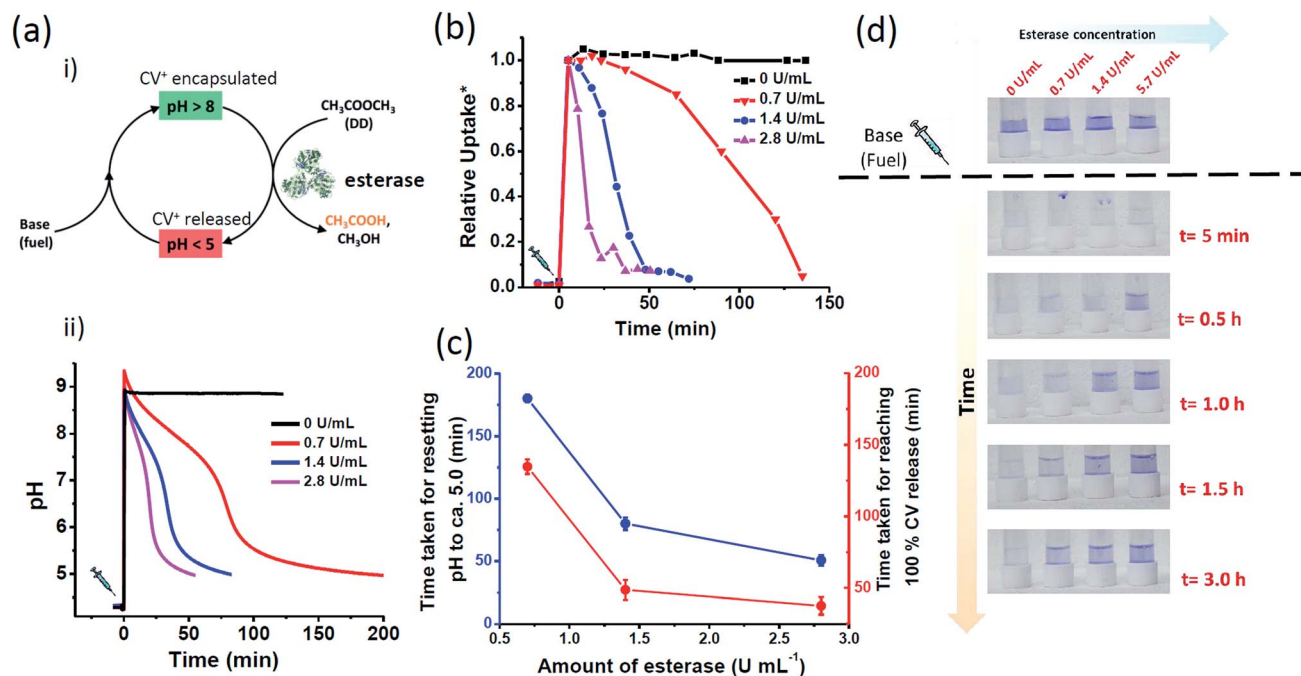 (a)
i)
CV⁺ encapsulated
pH > 8
CH₃COOCH₃
(DD)
esterase
CV⁺ released
pH < 5
Base
(fuel)
CH₃COOH,
CH₃OH
ii)
pH
9
8
7
6
5
0 U/mL
0.7 U/mL
1.4 U/mL
2.8 U/mL
0 50 100 150 200
Time (min)
(b)
Relative Uptake*
1.0
0.8
0.6
0.4
0.2
0.0
0 U/mL
0.7 U/mL
1.4 U/mL
2.8 U/mL
0 50 100 150
Time (min)
(c)
Time taken for resetting
pH to ca. 5.0 (min)
200
150
100
50
0
200
150
100
50
Time taken for reaching
100 % CV release (min)
0.5 1.0 1.5 2.0 2.5 3.0
Amount of esterase (U mL⁻¹)
(d)
Esterase concentration
0 U/mL
0.7 U/mL
1.4 U/mL
5.7 U/mL
Base
(Fuel)
Time
t= 5 min
t= 0.5 h
t= 1.0 h
t= 1.5 h
t= 3.0 h